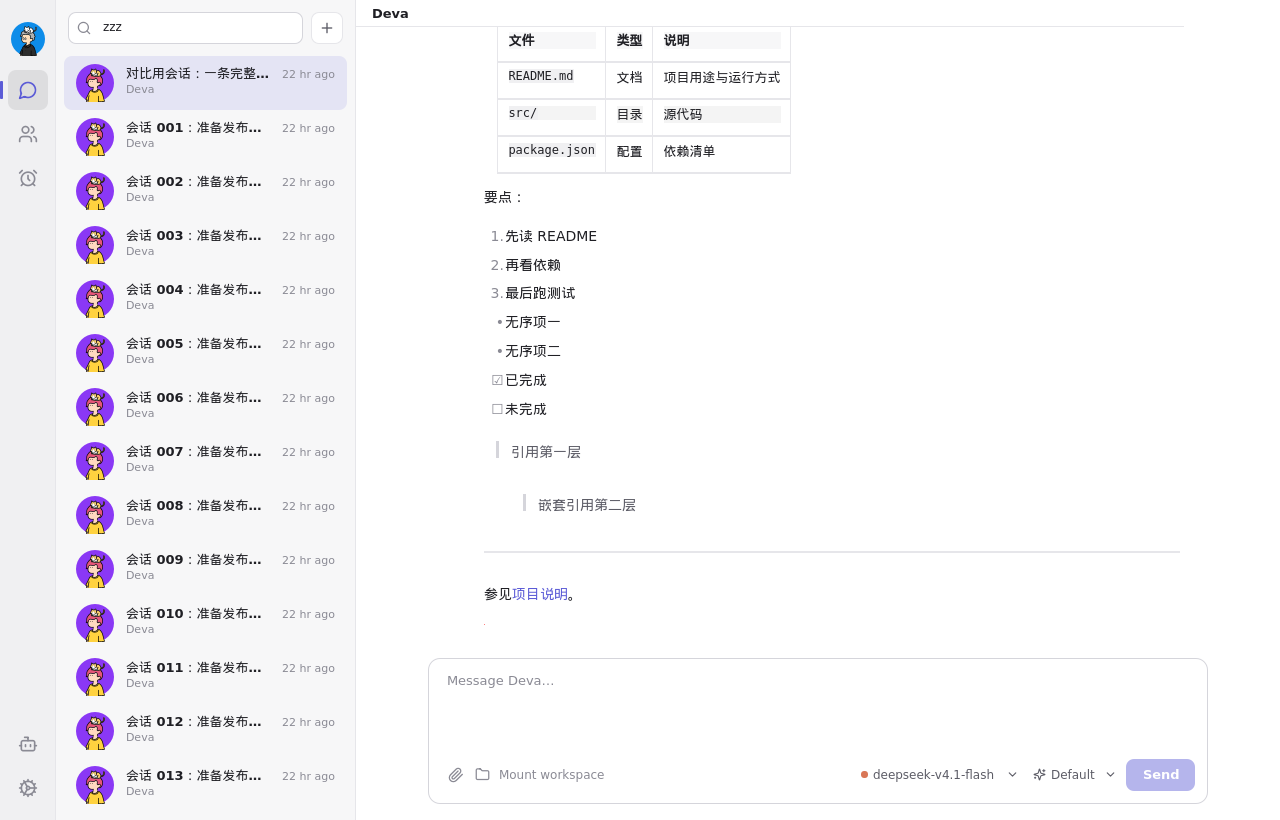 zzz
对比用会话：一条完整... 22 hr ago
Deva
会话 001：准备发布... 22 hr ago
Deva
会话 002：准备发布... 22 hr ago
Deva
会话 003：准备发布... 22 hr ago
Deva
会话 004：准备发布... 22 hr ago
Deva
会话 005：准备发布... 22 hr ago
Deva
会话 006：准备发布... 22 hr ago
Deva
会话 007：准备发布... 22 hr ago
Deva
会话 008：准备发布... 22 hr ago
Deva
会话 009：准备发布... 22 hr ago
Deva
会话 010：准备发布... 22 hr ago
Deva
会话 011：准备发布... 22 hr ago
Deva
会话 012：准备发布... 22 hr ago
Deva
会话 013：准备发布... 22 hr ago
Deva
Deva
文件 类型 说明
README.md 文档 项目用途与运行方式
src/ 目录 源代码
package.json 配置 依赖清单
要点：
1. 先读 README
2. 再看依赖
3. 最后跑测试
• 无序项一
• 无序项二
☑ 已完成
☐ 未完成
引用第一层
嵌套引用第二层
参见项目说明。
Message Deva...
Mount workspace deepseek-v4.1-flash Default Send